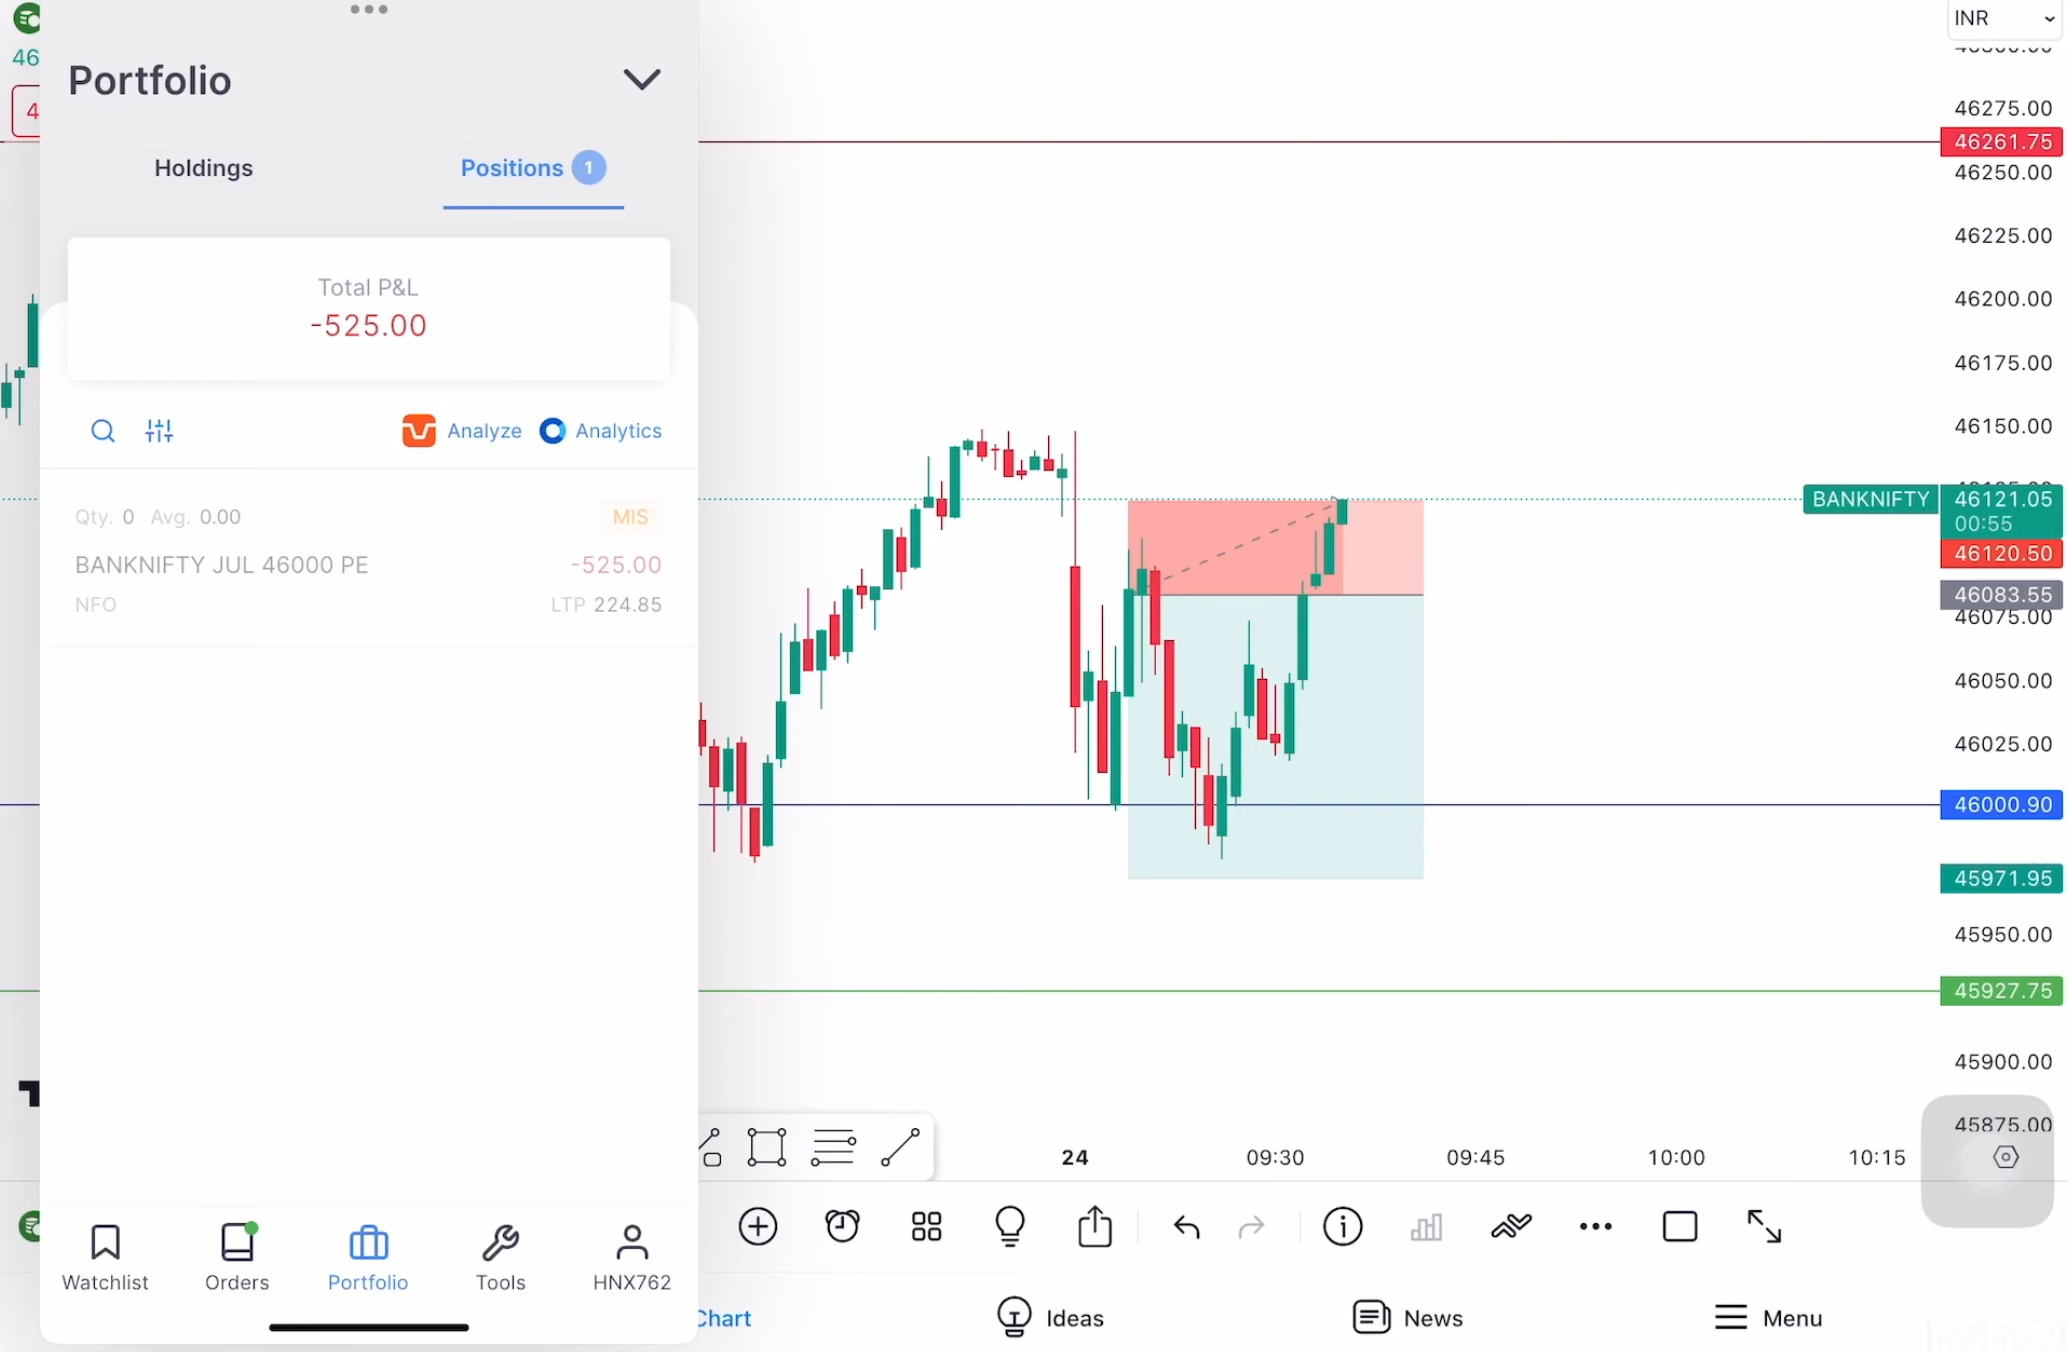 46
4
Portfolio
Holdings
Positions 1
Total P&L
-525.00
Analyze
Analytics
Qty. 0 Avg. 0.00
MIS
BANKNIFTY JUL 46000 PE
-525.00
NFO
LTP 224.85
Watchlist
Orders
Portfolio
Tools
HNX762
INR
46275.00
46261.75
46250.00
46225.00
46200.00
46175.00
46150.00
BANKNIFTY
46121.05
00:55
46120.50
46083.55
46075.00
46050.00
46025.00
46000.90
45971.95
45950.00
45927.75
45900.00
45875.00
24
09:30
09:45
10:00
10:15
Chart
Ideas
News
Menu